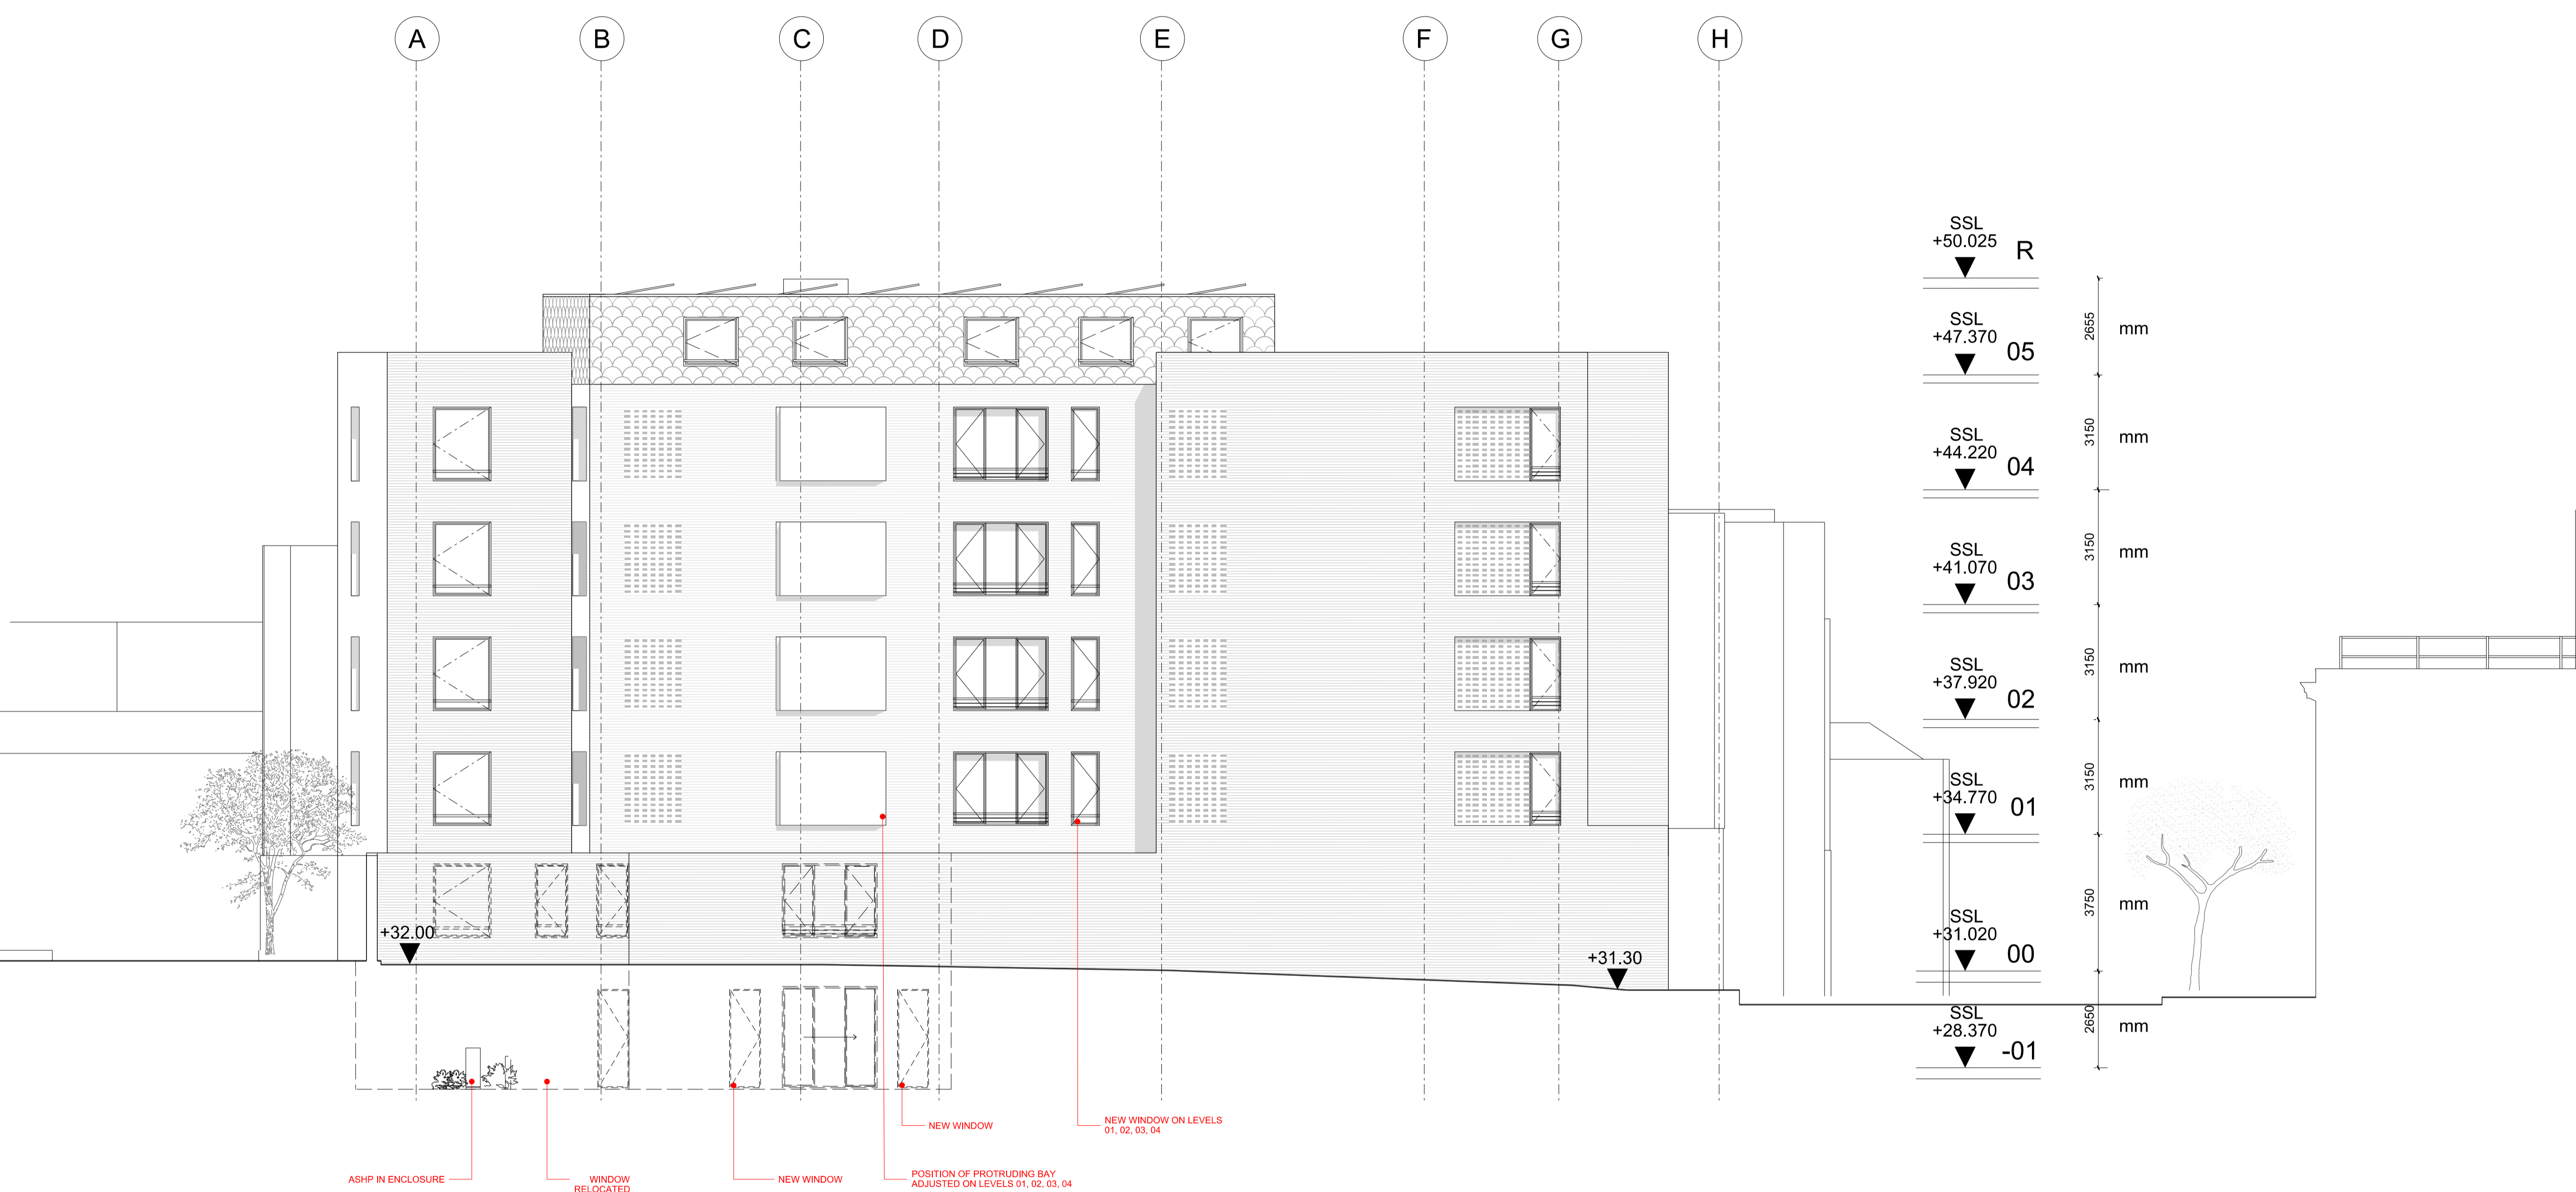 A B C D E F G H
SSL
+50.025 R
2655 mm
SSL
+47.370 05
3150 mm
SSL
+44.220 04
3150 mm
SSL
+41.070 03
3150 mm
SSL
+37.920 02
3150 mm
SSL
+34.770 01
3750 mm
SSL
+31.020 00
2650 mm
SSL
+28.370 -01
+32.00
+31.30
NEW WINDOW
NEW WINDOW ON LEVELS
01, 02, 03, 04
ASHP IN ENCLOSURE
WINDOW
RELOCATED
NEW WINDOW
POSITION OF PROTRUDING BAY
ADJUSTED ON LEVELS 01, 02, 03, 04